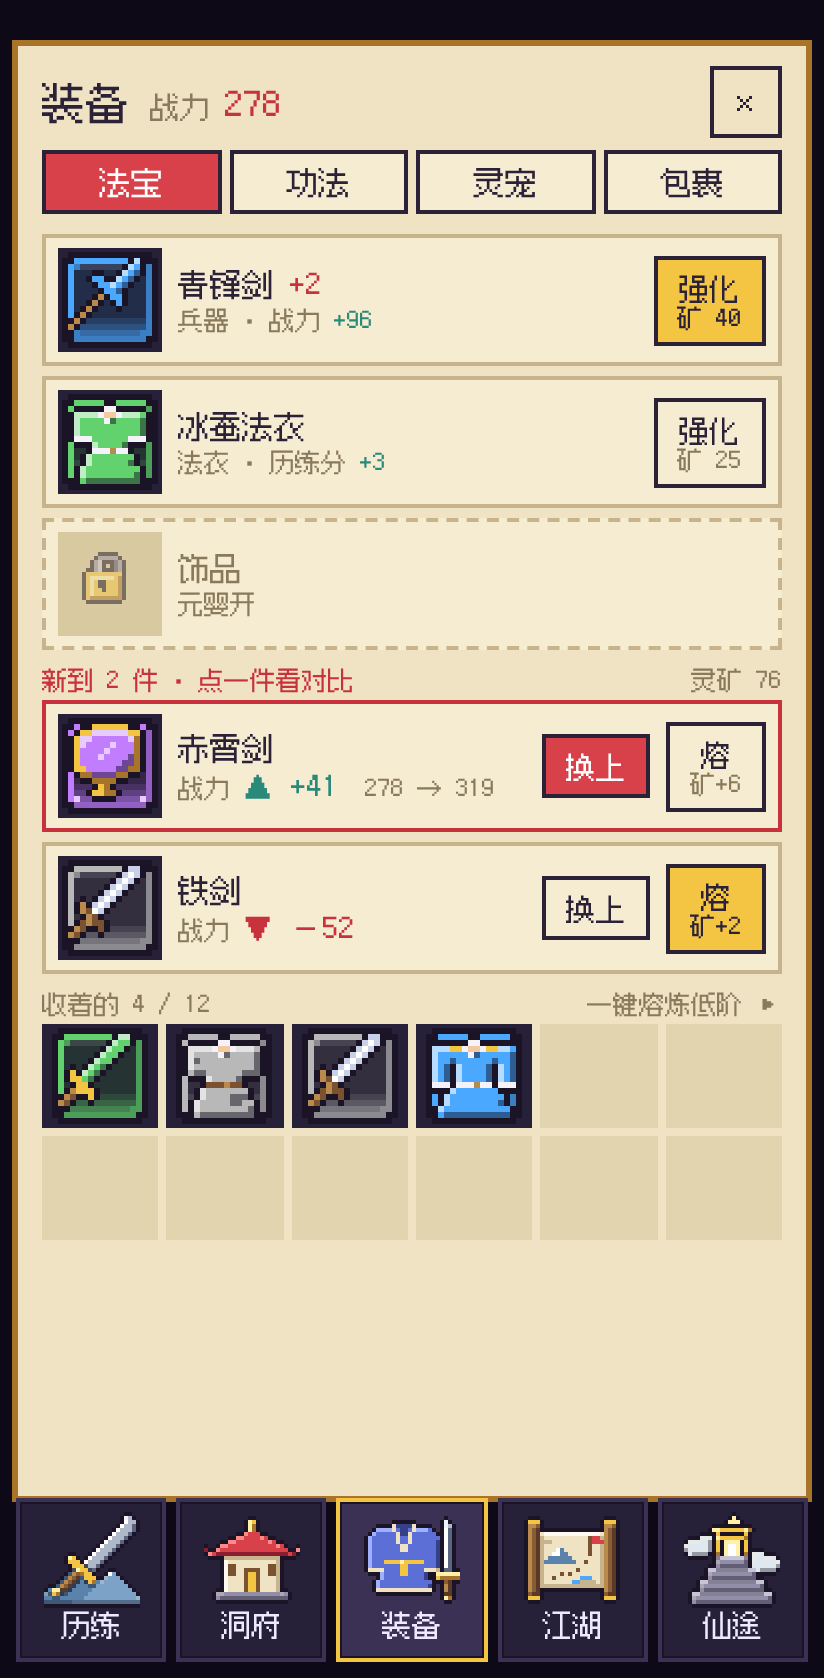 装备 战力 278 ×
法宝 功法 灵宠 包裹
青锋剑 +2
兵器 · 战力 +96
强化
矿 40
冰蚕法衣
法衣 · 历练分 +3
强化
矿 25
饰品
元婴开
新到 2 件 · 点一件看对比 灵矿 76
赤霄剑
战力 ▲ +41 278 → 319
换上
熔
矿+6
铁剑
战力 ▼ -52
换上
熔
矿+2
收着的 4 / 12 一键熔炼低阶 ▶
历练 洞府 装备 江湖 仙途